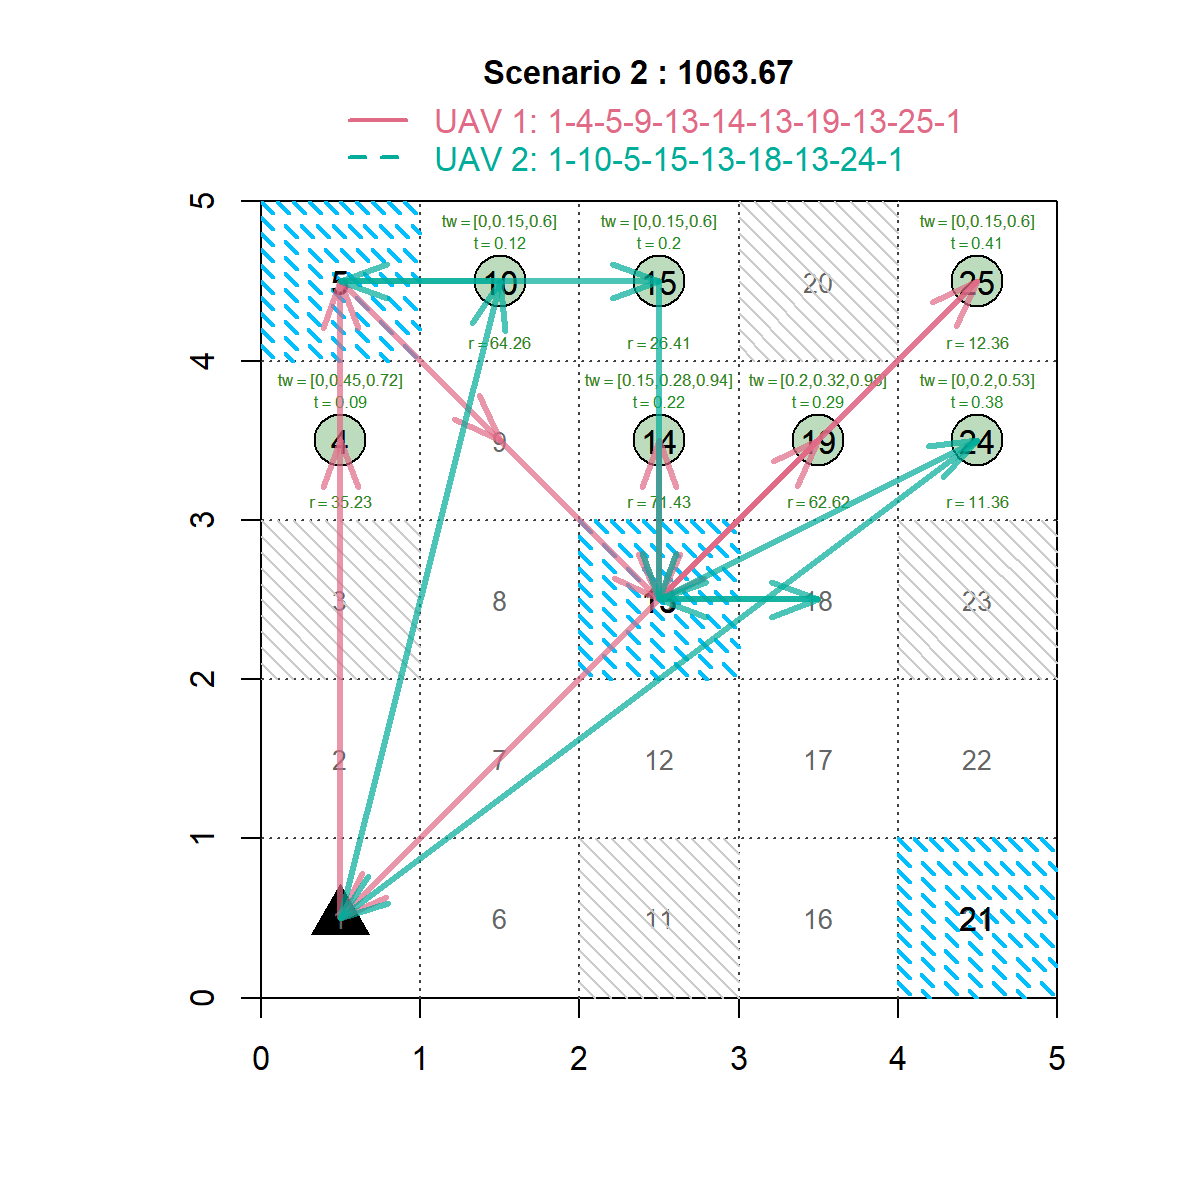 Scenario 2 : 1063.67
UAV 1: 1-4-5-9-13-14-13-19-13-25-1
UAV 2: 1-10-5-15-13-18-13-24-1
5
tw = [0,0.15,0.6]
t = 0.12
tw = [0,0.15,0.6]
t = 0.2
tw = [0,0.15,0.6]
t = 0.41
5
10
15
20
25
r = 64.26
r = 26.41
r = 12.36
4
tw = [0,0.45,0.72]
t = 0.09
tw = [0.15,0.28,0.94]
t = 0.22
tw = [0.2,0.32,0.98]
t = 0.29
tw = [0,0.2,0.53]
t = 0.38
4
9
14
19
24
r = 35.23
r = 71.43
r = 62.62
r = 11.36
3
3
8
13
18
23
2
2
7
12
17
22
1
1
6
11
16
21
0
0 1 2 3 4 5